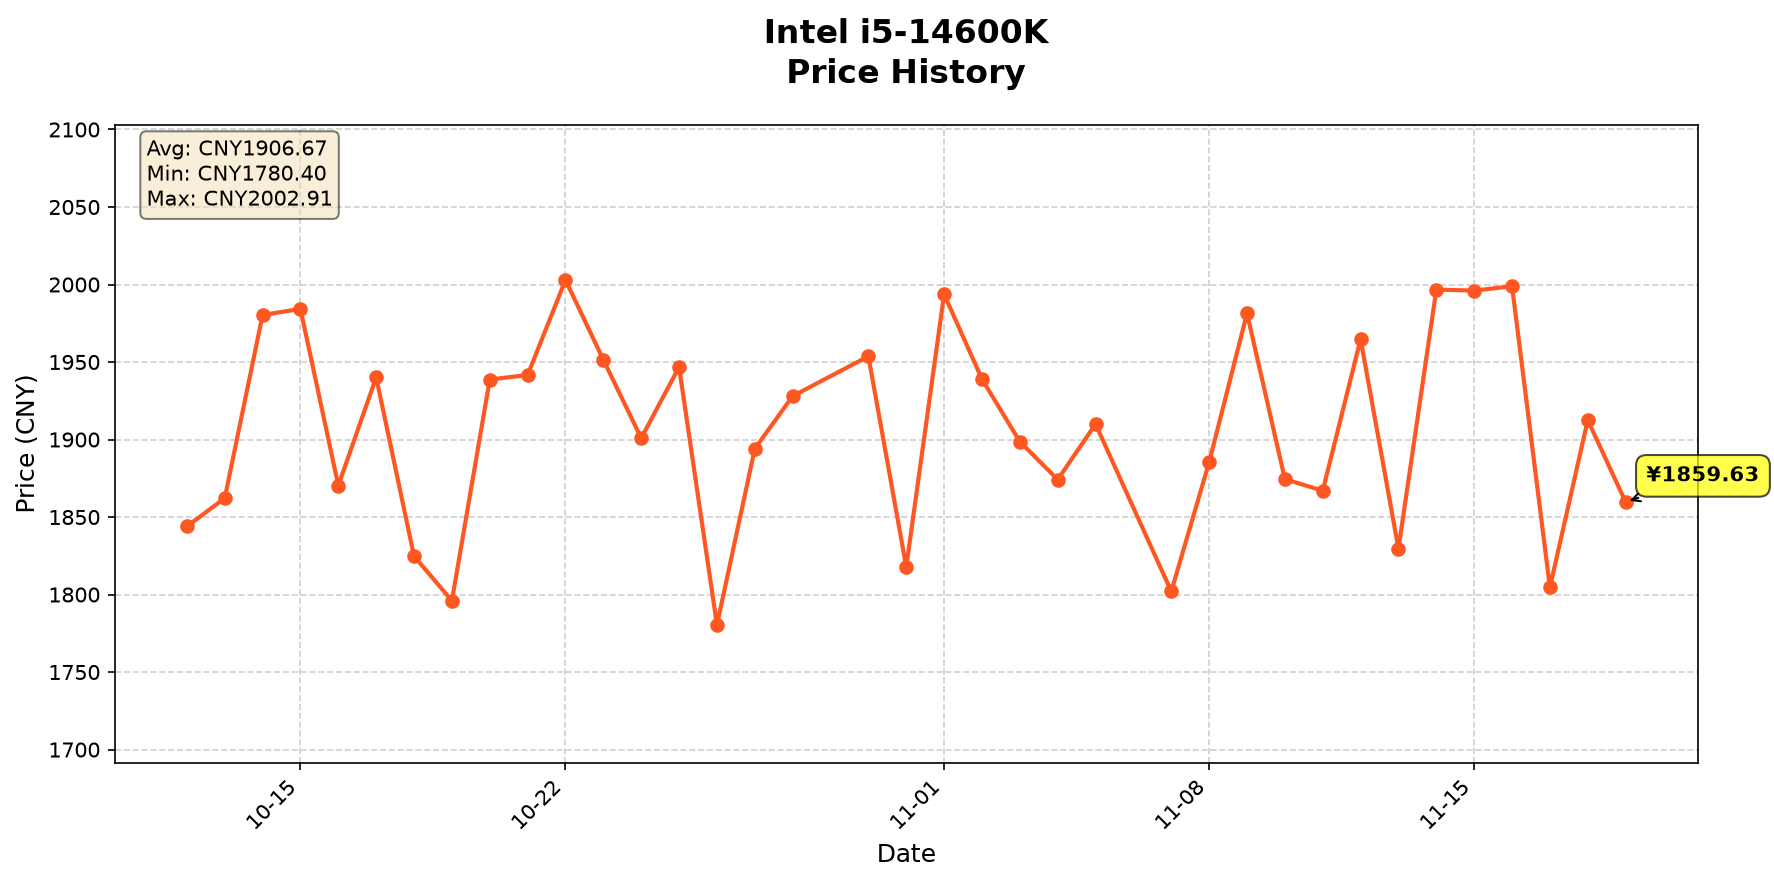 Intel i5-14600K
Price History
Avg: CNY1906.67
Min: CNY1780.40
Max: CNY2002.91
2100
2050
2000
1950
1900
1850
1800
1750
1700
Price (CNY)
¥1859.63
10-15
10-22
11-01
11-08
11-15
Date